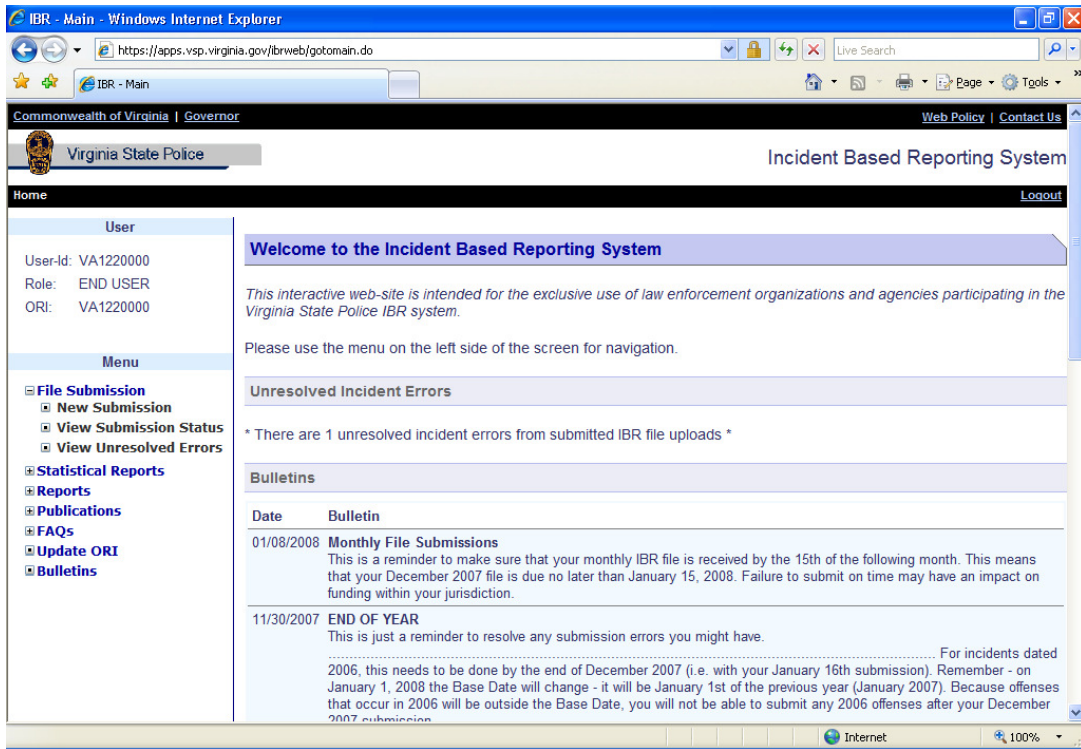 IBR - Main - Windows Internet Explorer
https://apps.vsp.virginia.gov/ibrweb/gotomain.do
Live Search
IBR - Main
Page
Tools
Commonwealth of Virginia | Governor
Web Policy | Contact Us
Virginia State Police
Incident Based Reporting System
Home
Logout
User
User-Id: VA1220000
Role: END USER
ORI: VA1220000
Menu
File Submission
New Submission
View Submission Status
View Unresolved Errors
Statistical Reports
Reports
Publications
FAQs
Update ORI
Bulletins
Welcome to the Incident Based Reporting System
This interactive web-site is intended for the exclusive use of law enforcement organizations and agencies participating in the
Virginia State Police IBR system.
Please use the menu on the left side of the screen for navigation.
Unresolved Incident Errors
* There are 1 unresolved incident errors from submitted IBR file uploads *
Bulletins
Date Bulletin
01/08/2008 Monthly File Submissions
This is a reminder to make sure that your monthly IBR file is received by the 15th of the following month. This means
that your December 2007 file is due no later than January 15, 2008. Failure to submit on time may have an impact on
funding within your jurisdiction.
11/30/2007 END OF YEAR
This is just a reminder to resolve any submission errors you might have.
........................................................................................................................................................ For incidents dated
2006, this needs to be done by the end of December 2007 (i.e. with your January 16th submission). Remember - on
January 1, 2008 the Base Date will change - it will be January 1st of the previous year (January 2007). Because offenses
that occur in 2006 will be outside the Base Date, you will not be able to submit any 2006 offenses after your December
2007 submission
Internet
100%